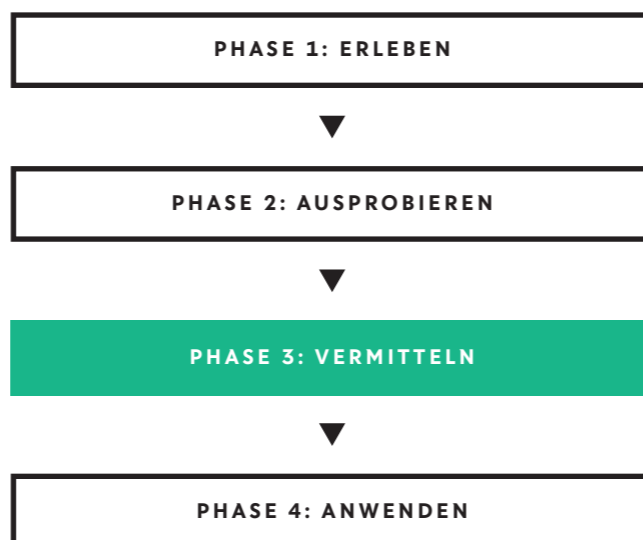 PHASE 1: ERLEBEN
PHASE 2: AUSPROBIEREN
PHASE 3: VERMITTELN
PHASE 4: ANWENDEN